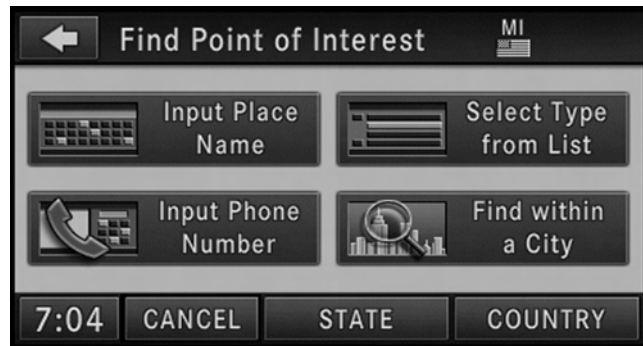 Find Point of Interest
MI
Input Place
Name
Select Type
from List
Input Phone
Number
Find within
a City
7:04
CANCEL
STATE
COUNTRY